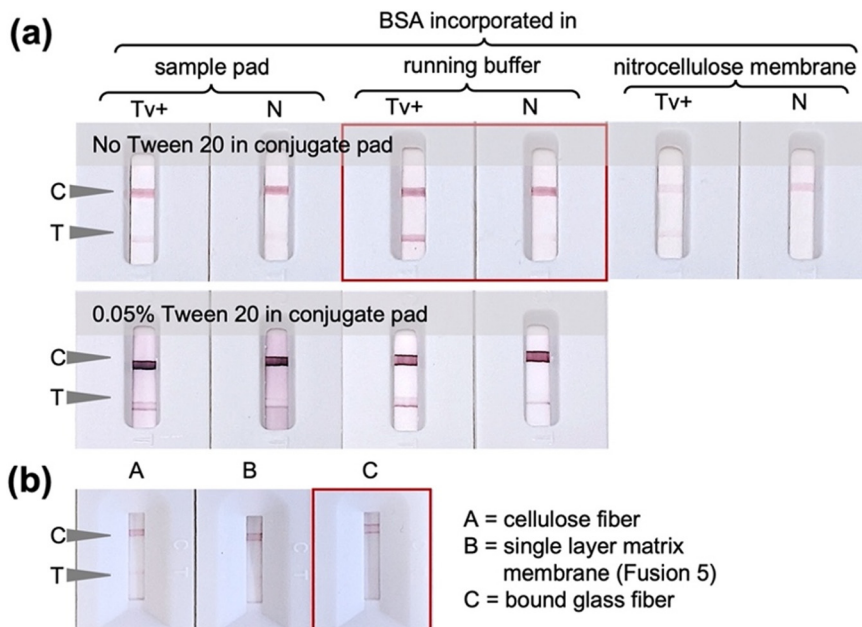 (a)
BSA incorporated in
sample pad running buffer nitrocellulose membrane
Tv+ N Tv+ N Tv+ N
No Tween 20 in conjugate pad
C
T
0.05% Tween 20 in conjugate pad
C
T
(b)
A B C
C
T
C T
C T
C T
A = cellulose fiber
B = single layer matrix
membrane (Fusion 5)
C = bound glass fiber